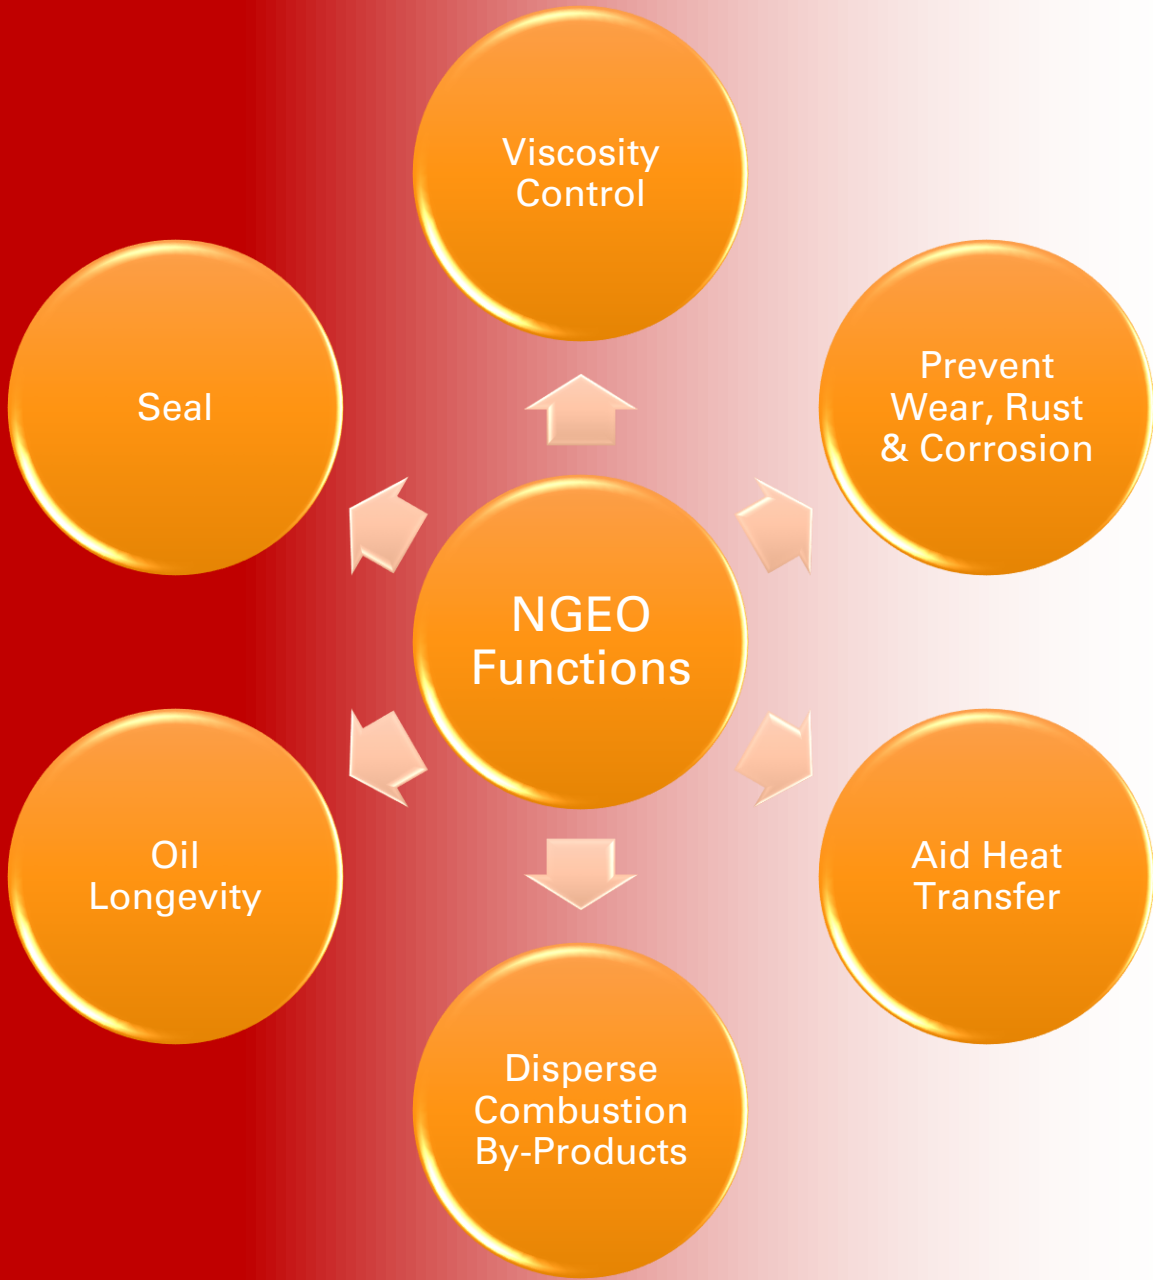 Viscosity
Control
Seal
Prevent
Wear, Rust
& Corrosion
NGEO
Functions
Oil
Longevity
Aid Heat
Transfer
Disperse
Combustion
By-Products